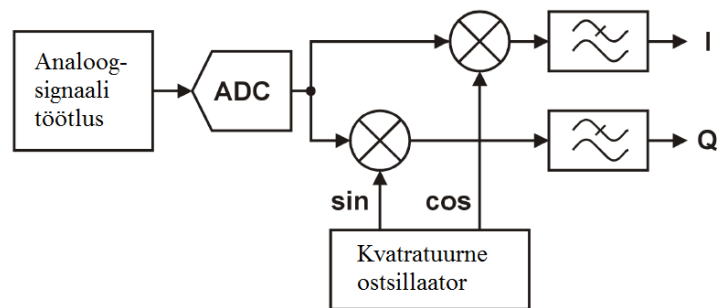 Analoog-
signaali
töötlus
ADC
I
Q
sin
cos
Kvatratuurne
ostsillaator